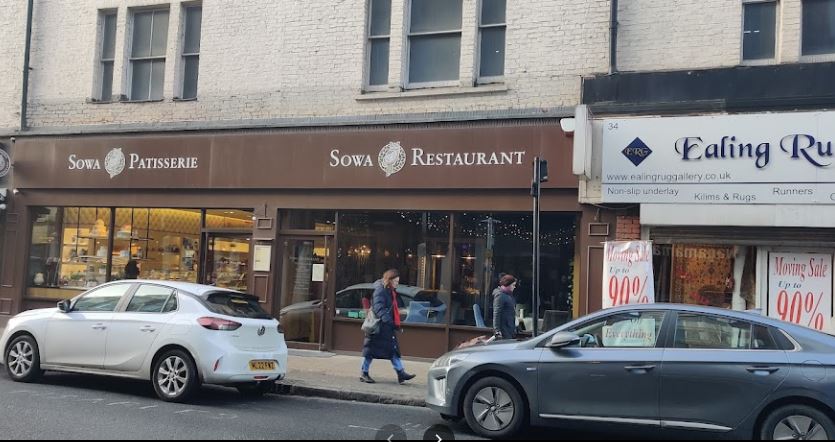 SOWA PATISSERIE
SOWA RESTAURANT
34
ERG
Ealing Ru
www.ealingruggallery.co.uk
Non-slip underlay
Kilims & Rugs
Runners
Moving Sale
Up to
90%
Everything
Moving Sale
Up to
90%